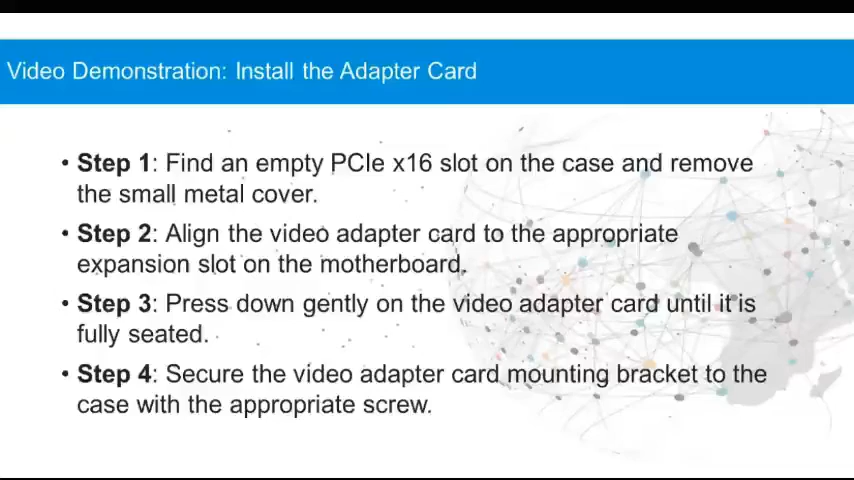 Video Demonstration: Install the Adapter Card
• Step 1: Find an empty PCIe x16 slot on the case and remove
the small metal cover.
• Step 2: Align the video adapter card to the appropriate
expansion slot on the motherboard.
• Step 3: Press down gently on the video adapter card until it is
fully seated.
• Step 4: Secure the video adapter card mounting bracket to the
case with the appropriate screw.